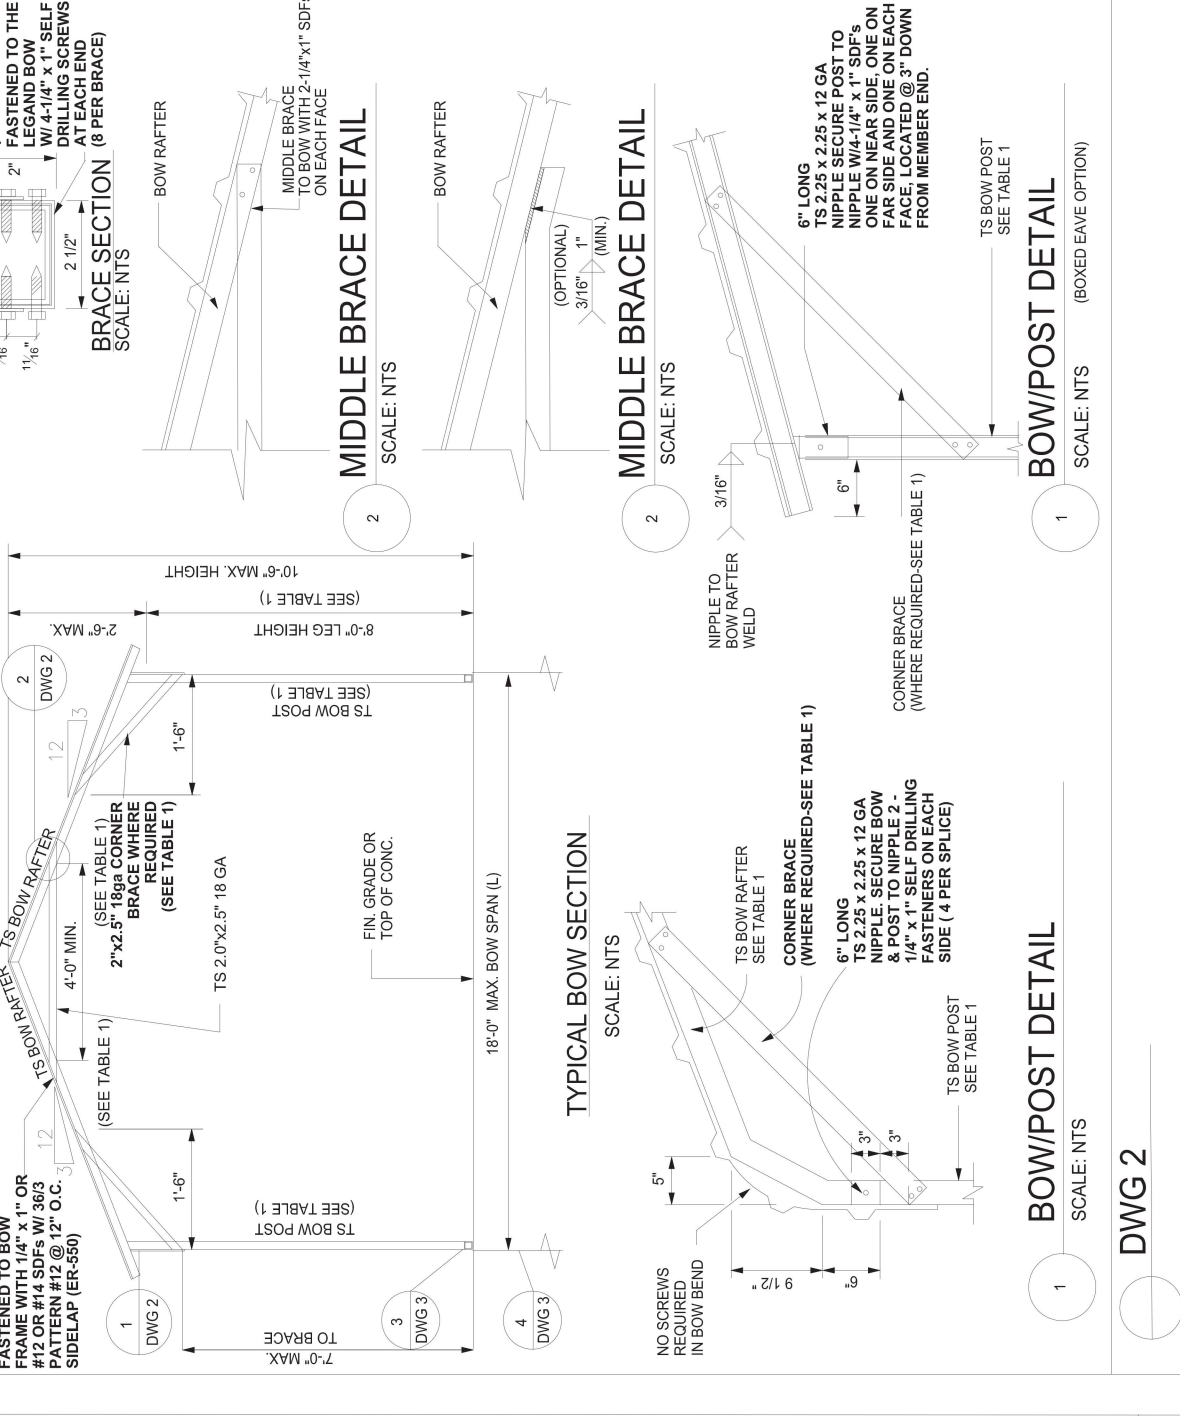 FASTENED TO BOW
FRAME WITH 1/4" x 1" OR
#12 OR #14 SDFs W/ 36/3
PATTERN #12 @ 12" O.C.
SIDELAP (ER-550)
TS BOW RAFTER
TS BOW RAFTER
12
3
12
3
4'-0" MIN.
(SEE TABLE 1)
(SEE TABLE 1)
2"x2.5" 18ga CORNER
BRACE WHERE
REQUIRED
(SEE TABLE 1)
TS 2.0"x2.5" 18 GA
1'-6"
1'-6"
TS BOW POST
(SEE TABLE 1)
TS BOW POST
(SEE TABLE 1)
7'-0" MAX.
TO BRACE
2'-6" MAX.
8'-0" LEG HEIGHT
(SEE TABLE 1)
10'-6" MAX. HEIGHT
FIN. GRADE OR
TOP OF CONC.
18'-0" MAX. BOW SPAN (L)
1
DWG 2
2
DWG 2
3
DWG 3
4
DWG 3
TYPICAL BOW SECTION
SCALE: NTS
FASTENED TO THE
LEGAND BOW
W/ 4-1/4" x 1" SELF
DRILLING SCREWS
AT EACH END
(8 PER BRACE)
2"
2 1/2"
11/16"
BRACE SECTION
SCALE: NTS
BOW RAFTER
MIDDLE BRACE
TO BOW WITH 2-1/4"x1" SDFs
ON EACH FACE
2
MIDDLE BRACE DETAIL
SCALE: NTS
BOW RAFTER
(OPTIONAL)
3/16"
1"
(MIN.)
2
MIDDLE BRACE DETAIL
SCALE: NTS
NO SCREWS
REQUIRED
IN BOW BEND
5"
9 1/2"
6"
3"
3"
TS BOW RAFTER
SEE TABLE 1
CORNER BRACE
(WHERE REQUIRED-SEE TABLE 1)
6" LONG
TS 2.25 x 2.25 x 12 GA
NIPPLE. SECURE BOW
& POST TO NIPPLE 2 -
1/4" x 1" SELF DRILLING
FASTENERS ON EACH
SIDE ( 4 PER SPLICE)
TS BOW POST
SEE TABLE 1
1
BOW/POST DETAIL
SCALE: NTS
NIPPLE TO
BOW RAFTER
WELD
3/16"
6"
CORNER BRACE
(WHERE REQUIRED-SEE TABLE 1)
6" LONG
TS 2.25 x 2.25 x 12 GA
NIPPLE SECURE POST TO
NIPPLE W/4-1/4" x 1" SDF's
ONE ON NEAR SIDE, ONE ON
FAR SIDE AND ONE ON EACH
FACE, LOCATED @ 3" DOWN
FROM MEMBER END.
TS BOW POST
SEE TABLE 1
1
BOW/POST DETAIL
SCALE: NTS
(BOXED EAVE OPTION)
DWG 2